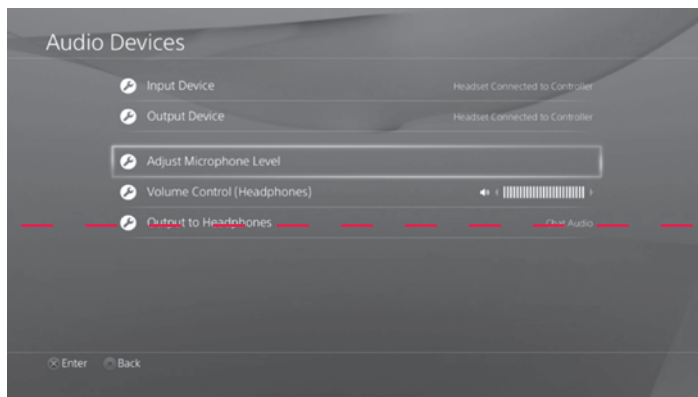 Audio Devices
Input Device Headset Connected to Controller
Output Device Headset Connected to Controller
Adjust Microphone Level
Volume Control (Headphones)
Output to Headphones Chat Audio
Enter Back